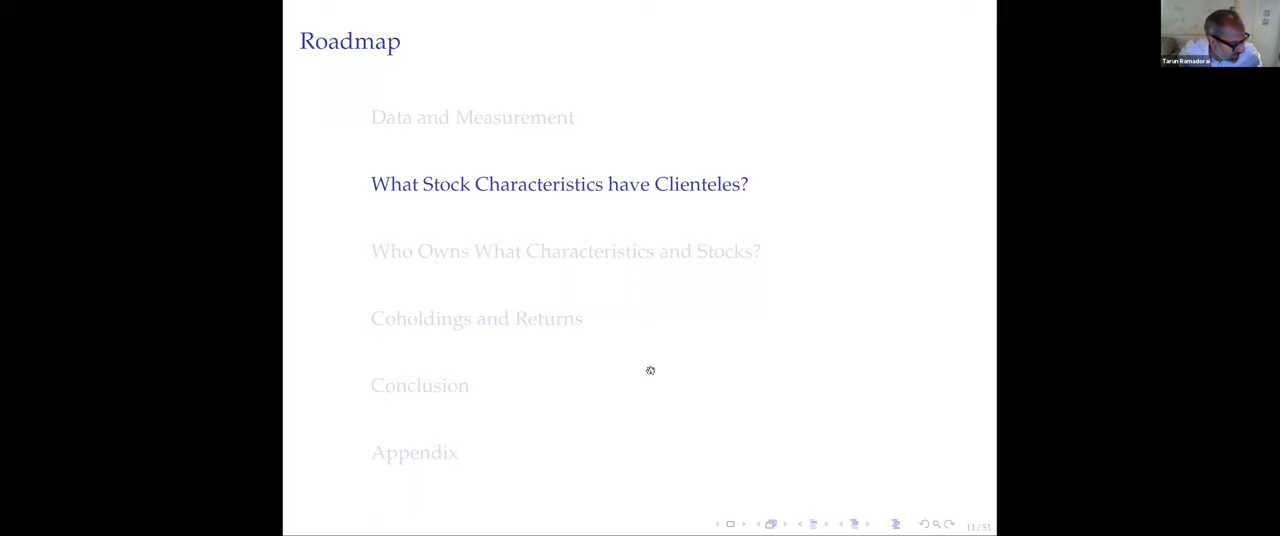 Roadmap
Tarun Ramadorai
Data and Measurement
What Stock Characteristics have Clienteles?
Who Owns What Characteristics and Stocks?
Coholdings and Returns
Conclusion
Appendix
11/51